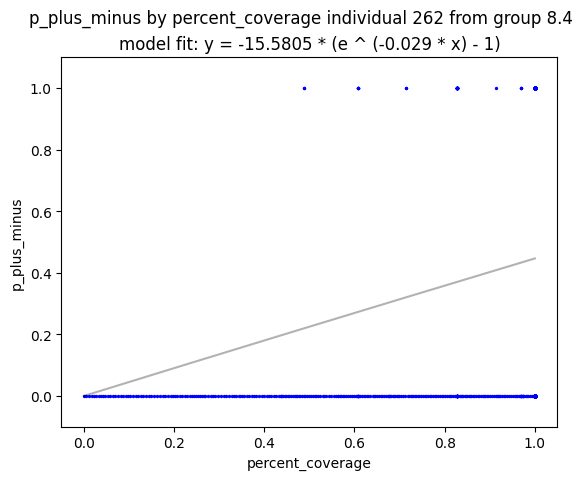 p_plus_minus by percent_coverage individual 262 from group 8.4
model fit: y = -15.5805 * (e ^ (-0.029 * x) - 1)
1.0
0.8
0.6
0.4
0.2
0.0
p_plus_minus
0.0 0.2 0.4 0.6 0.8 1.0
percent_coverage